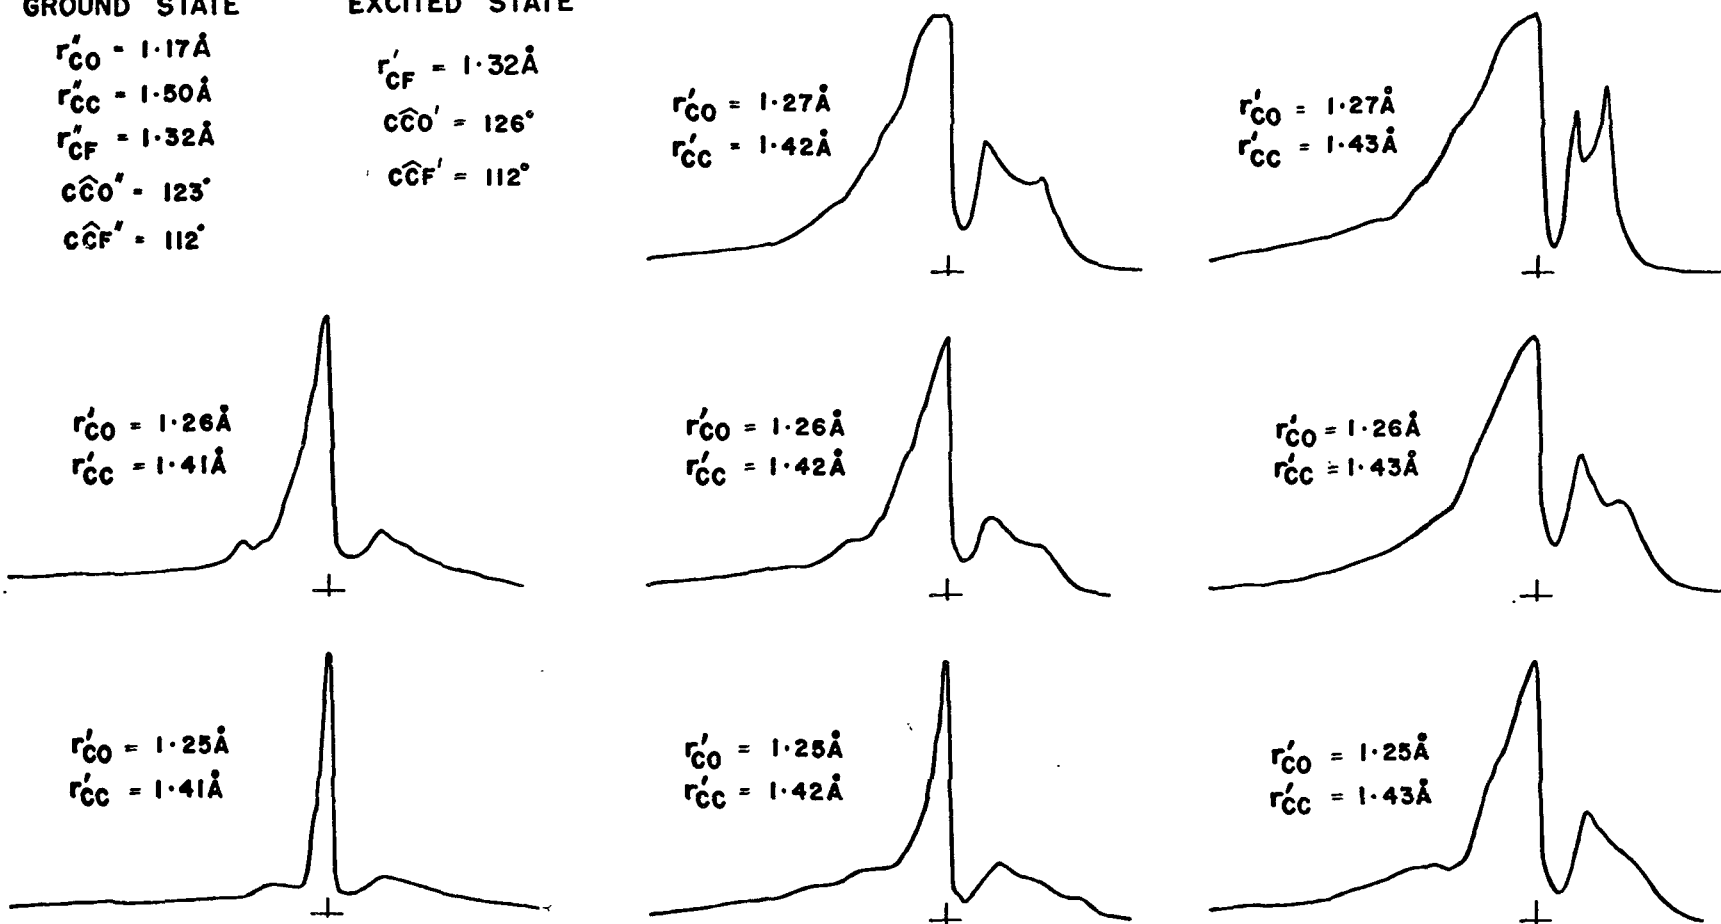 GROUND STATE
r″CO = 1·17Å
r″CC = 1·50Å
r″CF = 1·32Å
CĈO″ = 123°
CĈF″ = 112°
EXCITED STATE
r′CF = 1·32Å
CĈO′ = 126°
CĈF′ = 112°
r′CO = 1·27Å
r′CC = 1·42Å
r′CO = 1·27Å
r′CC = 1·43Å
r′CO = 1·26Å
r′CC = 1·41Å
r′CO = 1·26Å
r′CC = 1·42Å
r′CO = 1·26Å
r′CC = 1·43Å
r′CO = 1·25Å
r′CC = 1·41Å
r′CO = 1·25Å
r′CC = 1·42Å
r′CO = 1·25Å
r′CC = 1·43Å